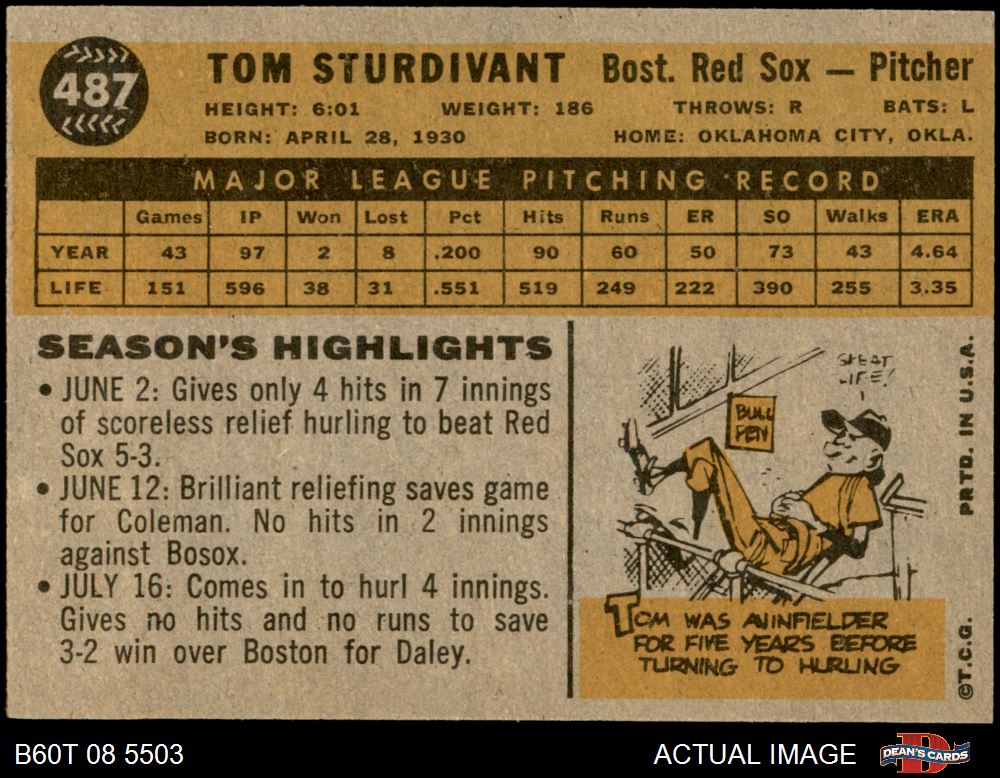 487
TOM STURDIVANT Bost. Red Sox — Pitcher
HEIGHT: 6:01 WEIGHT: 186 THROWS: R BATS: L
BORN: APRIL 28, 1930 HOME: OKLAHOMA CITY, OKLA.
MAJOR LEAGUE PITCHING RECORD
Games IP Won Lost Pct Hits Runs ER SO Walks ERA
YEAR 43 97 2 8 .200 90 60 50 73 43 4.64
LIFE 151 596 38 31 .551 519 249 222 390 255 3.35
SEASON'S HIGHLIGHTS
• JUNE 2: Gives only 4 hits in 7 innings
of scoreless relief hurling to beat Red
Sox 5-3.
• JUNE 12: Brilliant reliefing saves game
for Coleman. No hits in 2 innings
against Bosox.
• JULY 16: Comes in to hurl 4 innings.
Gives no hits and no runs to save
3-2 win over Boston for Daley.
LIFE!
BULL
PEN
TOM WAS AN INFIELDER
FOR FIVE YEARS BEFORE
TURNING TO HURLING
©T.C.G. PRTD. IN U.S.A.
B60T 08 5503 ACTUAL IMAGE
D
DEAN'S CARDS